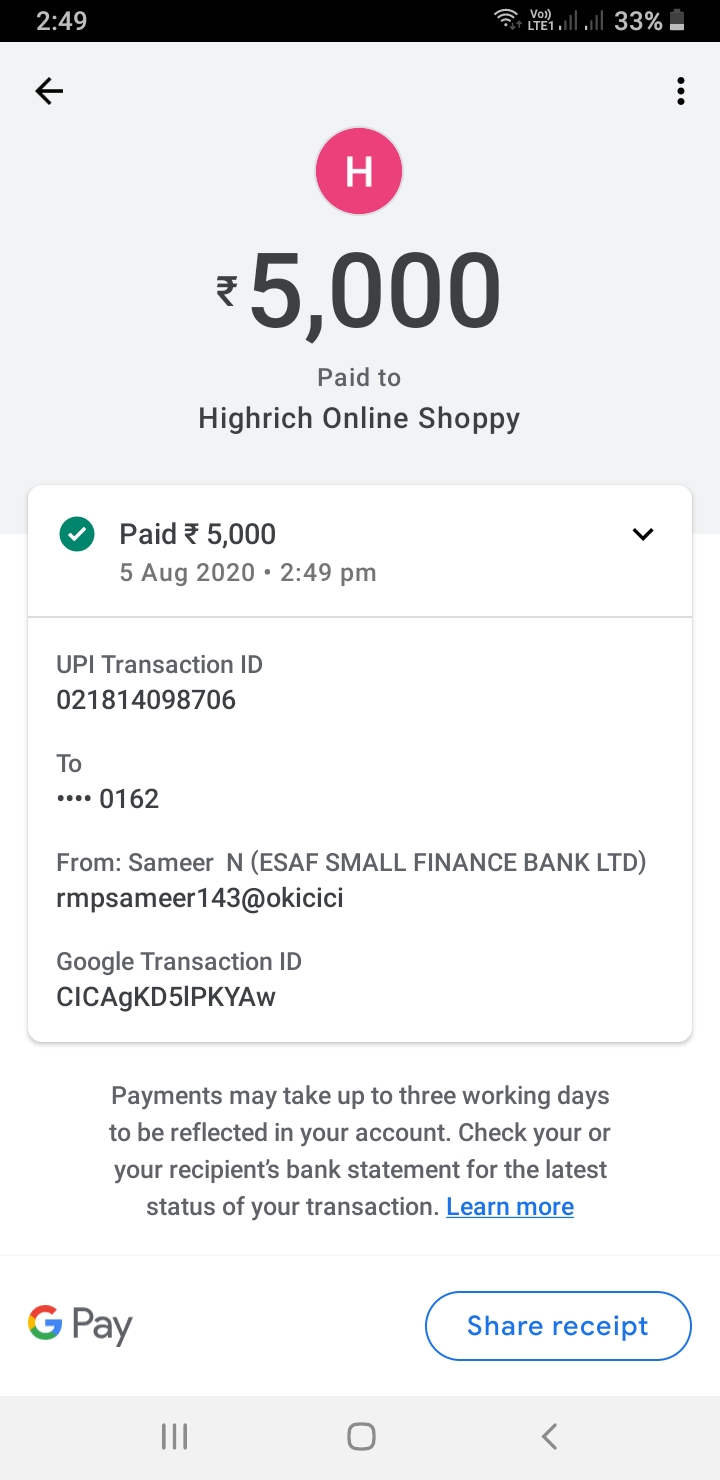 2:49 Vo)) LTE1 33%
H
₹5,000
Paid to
Highrich Online Shoppy
Paid ₹ 5,000
5 Aug 2020 • 2:49 pm
UPI Transaction ID
021814098706
To
•••• 0162
From: Sameer  N (ESAF SMALL FINANCE BANK LTD)
rmpsameer143@okicici
Google Transaction ID
CICAgKD5lPKYAw
Payments may take up to three working days
to be reflected in your account. Check your or
your recipient's bank statement for the latest
status of your transaction. Learn more
G Pay
Share receipt